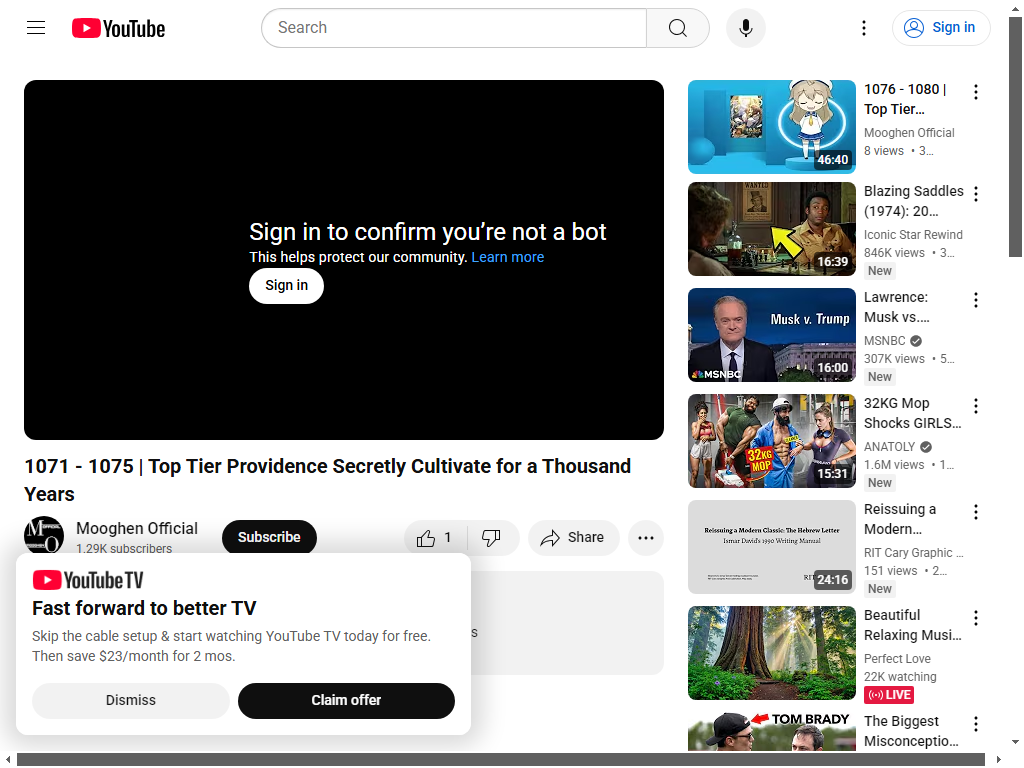 YouTube
Search
Sign in
Sign in to confirm you’re not a bot
This helps protect our community. Learn more
Sign in
1071 - 1075 | Top Tier Providence Secretly Cultivate for a Thousand
Years
Mooghen Official
1.29K subscribers
Subscribe
1
Share
s
YouTube TV
Fast forward to better TV
Skip the cable setup & start watching YouTube TV today for free.
Then save $23/month for 2 mos.
Dismiss
Claim offer
46:40
1076 - 1080 |
Top Tier…
Mooghen Official
8 views • 3…
WANTED
16:39
Blazing Saddles
(1974): 20…
Iconic Star Rewind
846K views • 3…
New
Musk v. Trump
MSNBC
16:00
Lawrence:
Musk vs.…
MSNBC
307K views • 5…
New
32KG
MOP
15:31
32KG Mop
Shocks GIRLS…
ANATOLY
1.6M views • 1…
New
Reissuing a Modern Classic: The Hebrew Letter
Ismar David's 1990 Writing Manual
RIT
24:16
Reissuing a
Modern…
RIT Cary Graphic …
151 views • 2…
New
Beautiful
Relaxing Musi…
Perfect Love
22K watching
LIVE
TOM BRADY
The Biggest
Misconceptio…